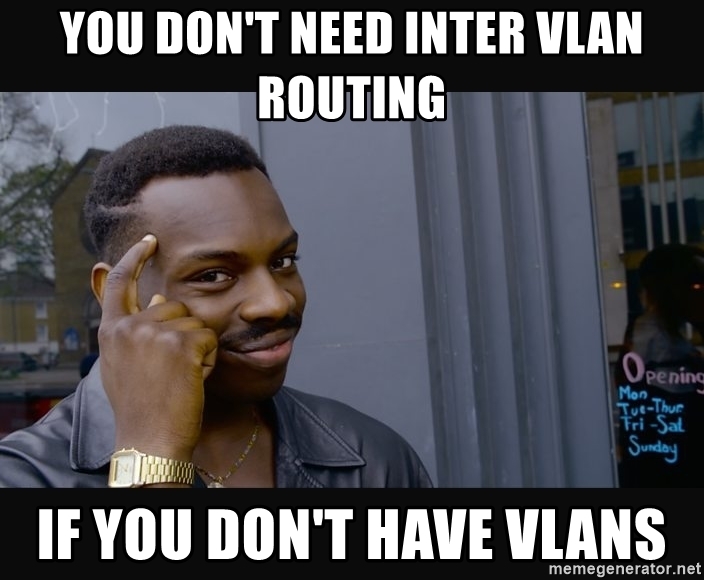 YOU DON'T NEED INTER VLAN
ROUTING
Opening
Mon
Tue-Thur
Fri-Sat
Sunday
IF YOU DON'T HAVE VLANS
memegenerator.net